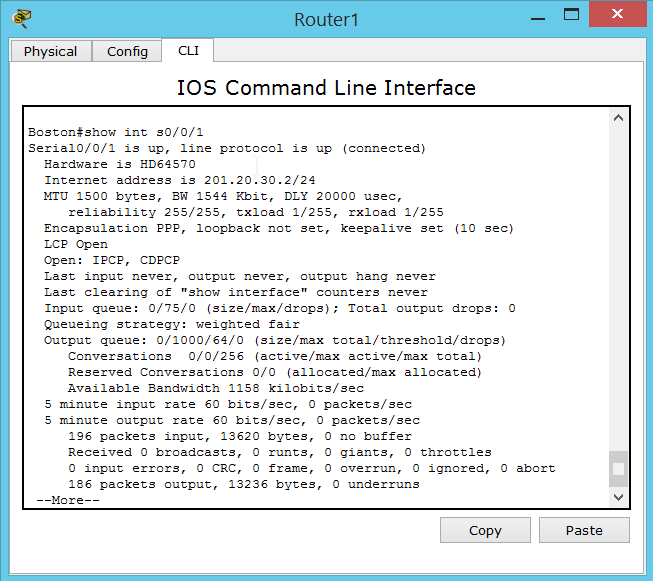 Router1
Physical Config CLI
IOS Command Line Interface
Boston#show int s0/0/1
Serial0/0/1 is up, line protocol is up (connected)
  Hardware is HD64570
  Internet address is 201.20.30.2/24
  MTU 1500 bytes, BW 1544 Kbit, DLY 20000 usec,
     reliability 255/255, txload 1/255, rxload 1/255
  Encapsulation PPP, loopback not set, keepalive set (10 sec)
  LCP Open
  Open: IPCP, CDPCP
  Last input never, output never, output hang never
  Last clearing of "show interface" counters never
  Input queue: 0/75/0 (size/max/drops); Total output drops: 0
  Queueing strategy: weighted fair
  Output queue: 0/1000/64/0 (size/max total/threshold/drops)
     Conversations  0/0/256 (active/max active/max total)
     Reserved Conversations 0/0 (allocated/max allocated)
     Available Bandwidth 1158 kilobits/sec
  5 minute input rate 60 bits/sec, 0 packets/sec
  5 minute output rate 60 bits/sec, 0 packets/sec
     196 packets input, 13620 bytes, 0 no buffer
     Received 0 broadcasts, 0 runts, 0 giants, 0 throttles
     0 input errors, 0 CRC, 0 frame, 0 overrun, 0 ignored, 0 abort
     186 packets output, 13236 bytes, 0 underruns
 --More--
Copy Paste